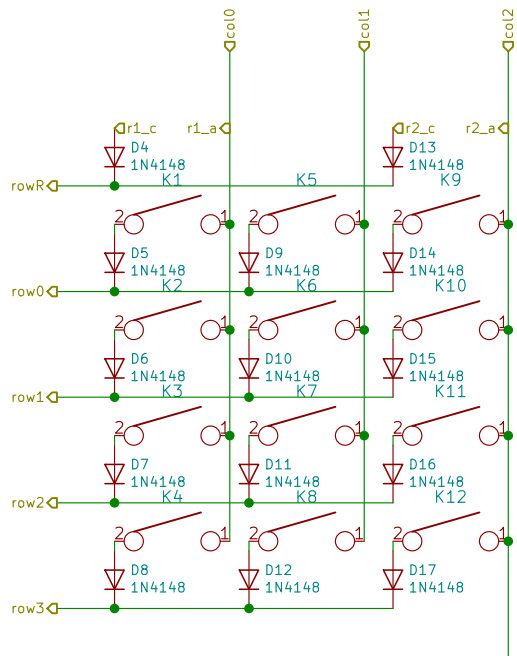 col0 col1 col2
r1_c r1_a r2_c r2_a
D4 D13
1N4148 1N4148
rowR K1 K5 K9
2 1 2 1 2 1
D5 D9 D14
1N4148 1N4148 1N4148
row0 K2 K6 K10
2 1 2 1 2 1
D6 D10 D15
1N4148 1N4148 1N4148
row1 K3 K7 K11
2 1 2 1 2 1
D7 D11 D16
1N4148 1N4148 1N4148
row2 K4 K8 K12
2 1 2 1 2 1
D8 D12 D17
1N4148 1N4148 1N4148
row3